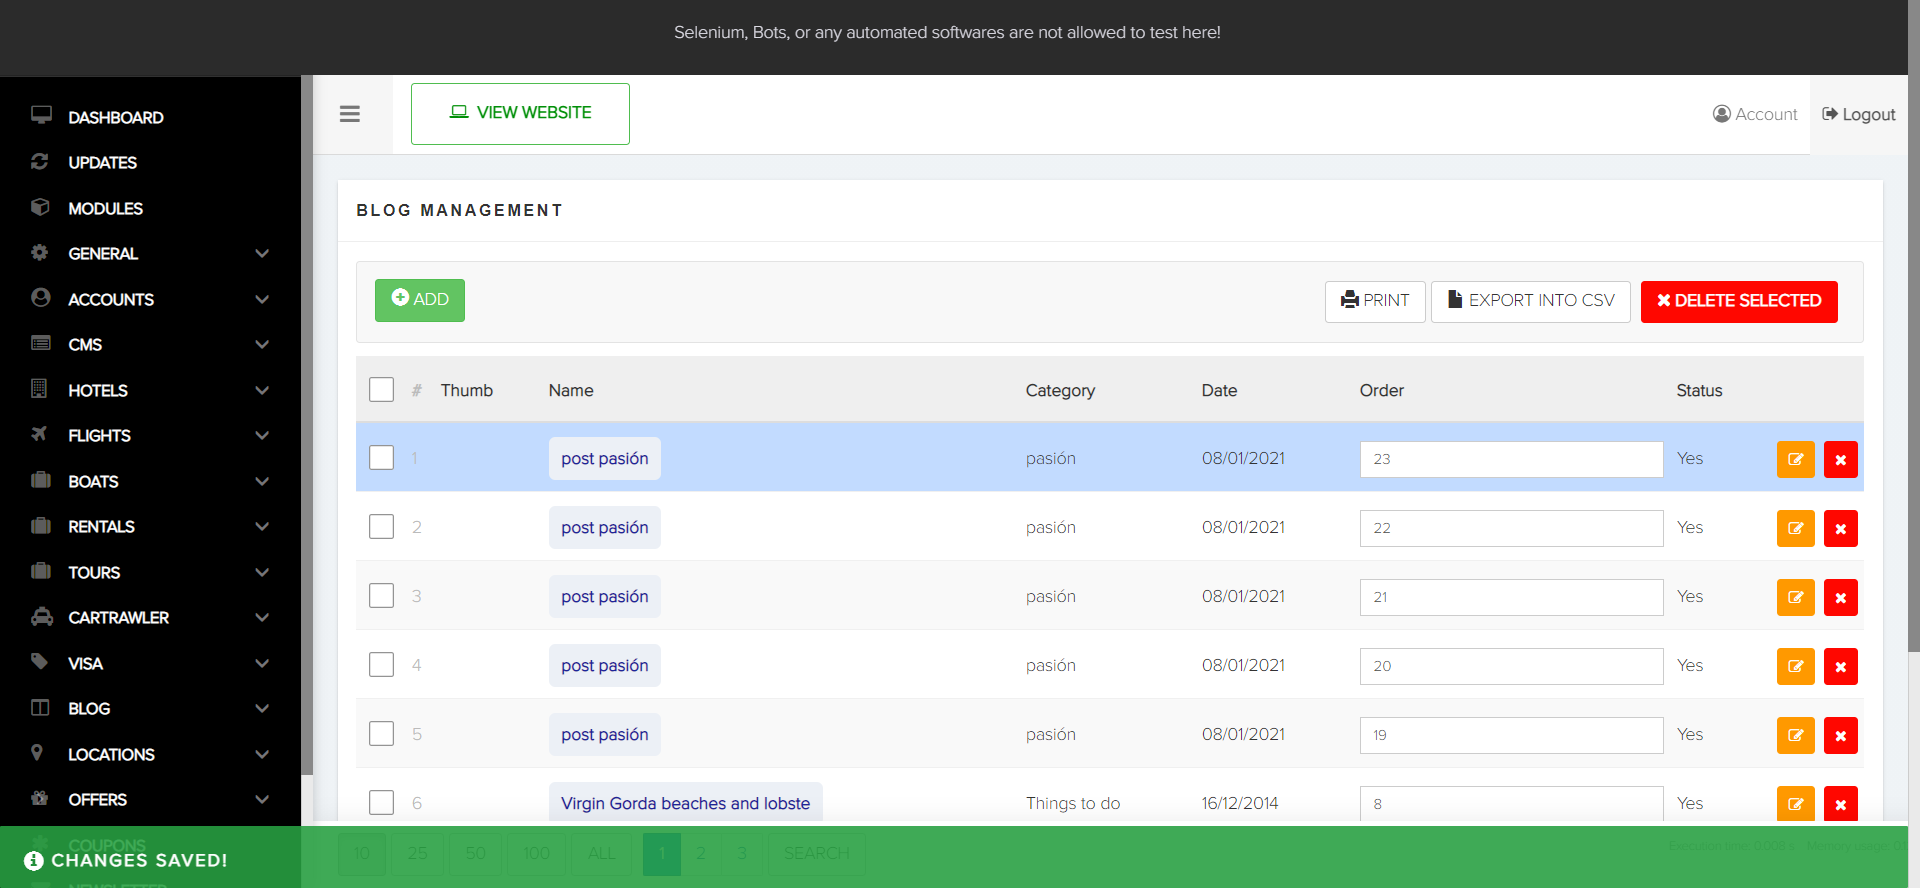 Selenium, Bots, or any automated softwares are not allowed to test here!
DASHBOARD
UPDATES
MODULES
GENERAL
ACCOUNTS
CMS
HOTELS
FLIGHTS
BOATS
RENTALS
TOURS
CARTRAWLER
VISA
BLOG
LOCATIONS
OFFERS
COUPONS
NEWSLETTER
VIEW WEBSITE
Account
Logout
BLOG MANAGEMENT
ADD
PRINT
EXPORT INTO CSV
DELETE SELECTED
# Thumb Name Category Date Order Status
1 post pasión pasión 08/01/2021 23 Yes
2 post pasión pasión 08/01/2021 22 Yes
3 post pasión pasión 08/01/2021 21 Yes
4 post pasión pasión 08/01/2021 20 Yes
5 post pasión pasión 08/01/2021 19 Yes
6 Virgin Gorda beaches and lobste Things to do 16/12/2014 8 Yes
10 25 50 100 ALL 1 2 3 SEARCH
CHANGES SAVED!